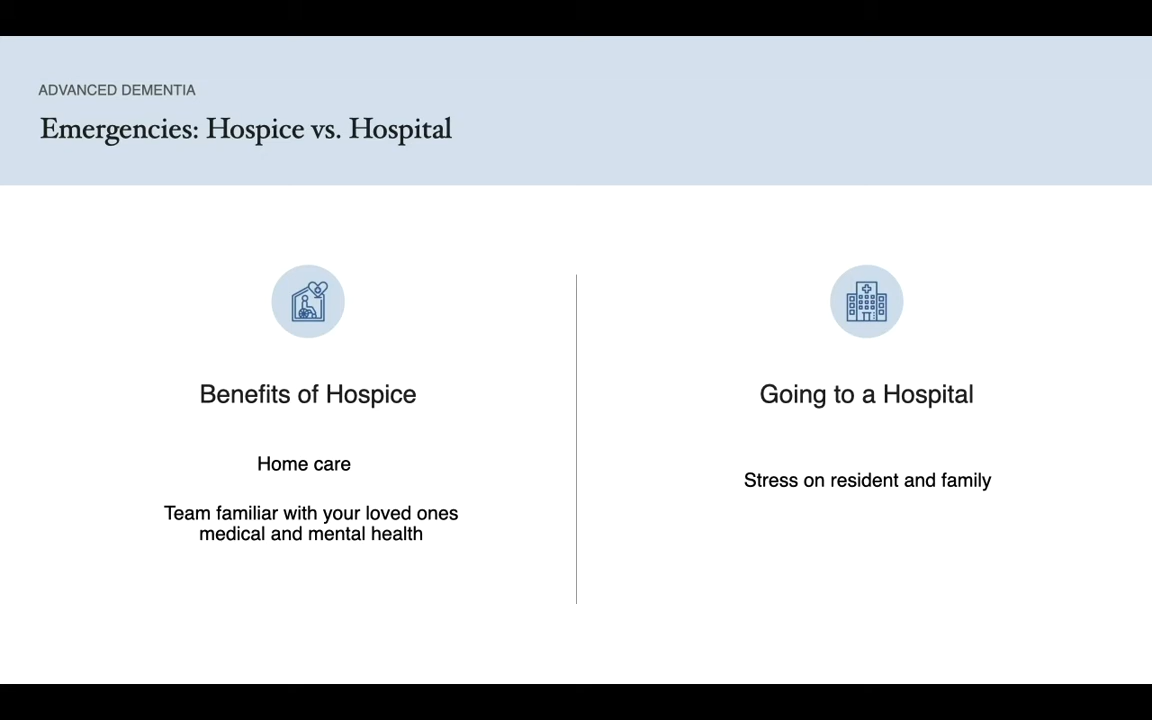 ADVANCED DEMENTIA
Emergencies: Hospice vs. Hospital
Benefits of Hospice
Home care
Team familiar with your loved ones
medical and mental health
Going to a Hospital
Stress on resident and family